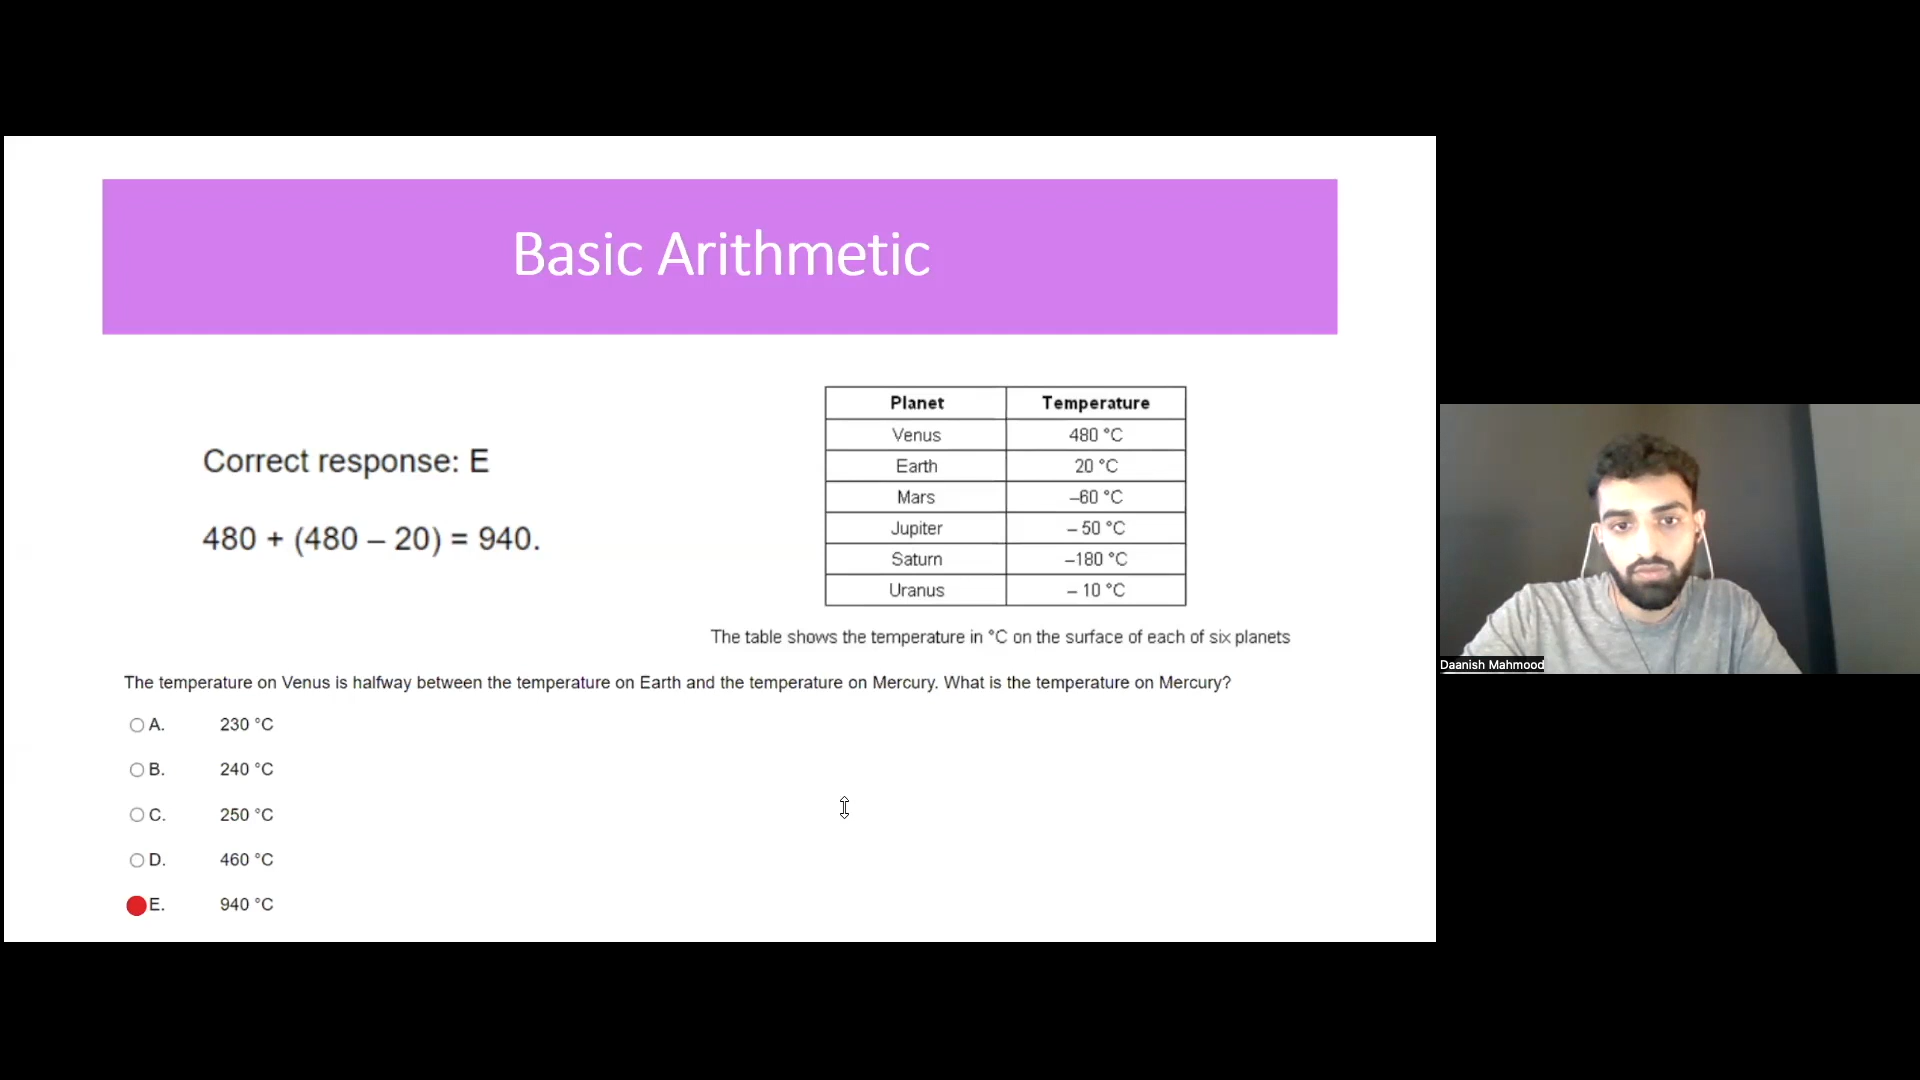 Basic Arithmetic
Correct response: E
480 + (480 – 20) = 940.
Planet Temperature
Venus 480 °C
Earth 20 °C
Mars –60 °C
Jupiter – 50 °C
Saturn –180 °C
Uranus – 10 °C
The table shows the temperature in °C on the surface of each of six planets
The temperature on Venus is halfway between the temperature on Earth and the temperature on Mercury. What is the temperature on Mercury?
A. 230 °C
B. 240 °C
C. 250 °C
D. 460 °C
E. 940 °C
Daanish Mahmood